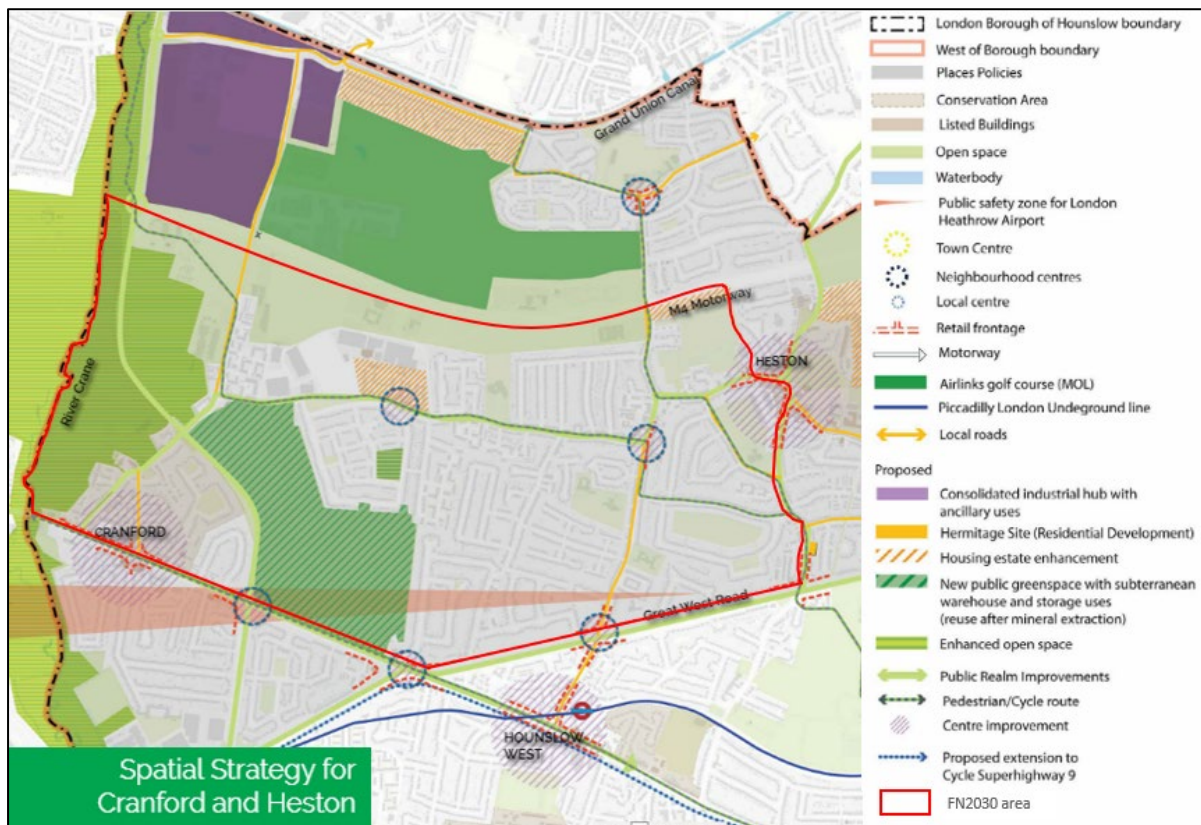 Grand Union Canal
M4 Motorway
HESTON
River Crane
CRANFORD
Great West Road
HOUNSLOW
WEST
Spatial Strategy for
Cranford and Heston
London Borough of Hounslow boundary
West of Borough boundary
Places Policies
Conservation Area
Listed Buildings
Open space
Waterbody
Public safety zone for London
Heathrow Airport
Town Centre
Neighbourhood centres
Local centre
Retail frontage
Motorway
Airlinks golf course (MOL)
Piccadilly London Undeground line
Local roads
Proposed
Consolidated industrial hub with
ancillary uses
Hermitage Site (Residential Development)
Housing estate enhancement
New public greenspace with subterranean
warehouse and storage uses
(reuse after mineral extraction)
Enhanced open space
Public Realm Improvements
Pedestrian/Cycle route
Centre improvement
Proposed extension to
Cycle Superhighway 9
FN2030 area